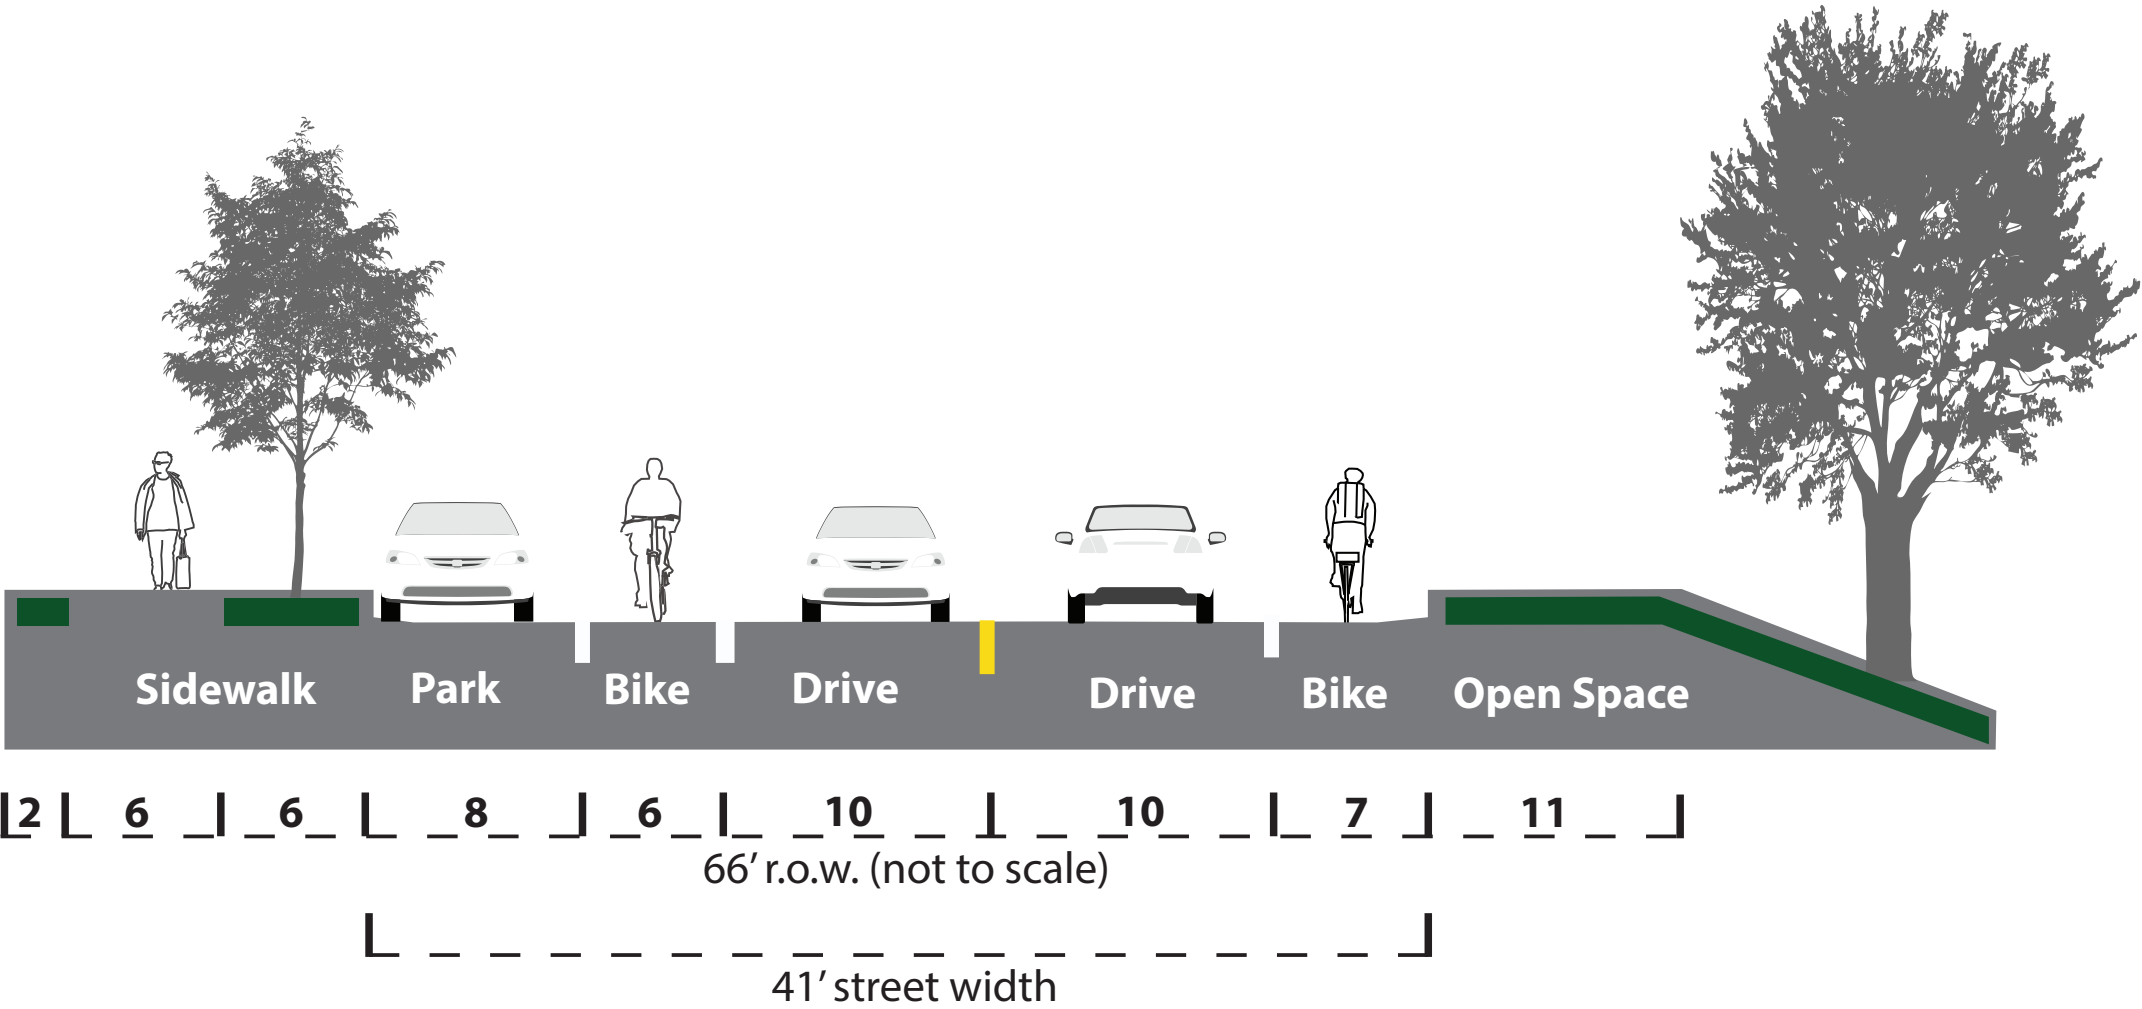 Sidewalk Park Bike Drive Drive Bike Open Space
2 6 6 8 6 10 10 7 11
66’ r.o.w. (not to scale)
41’ street width